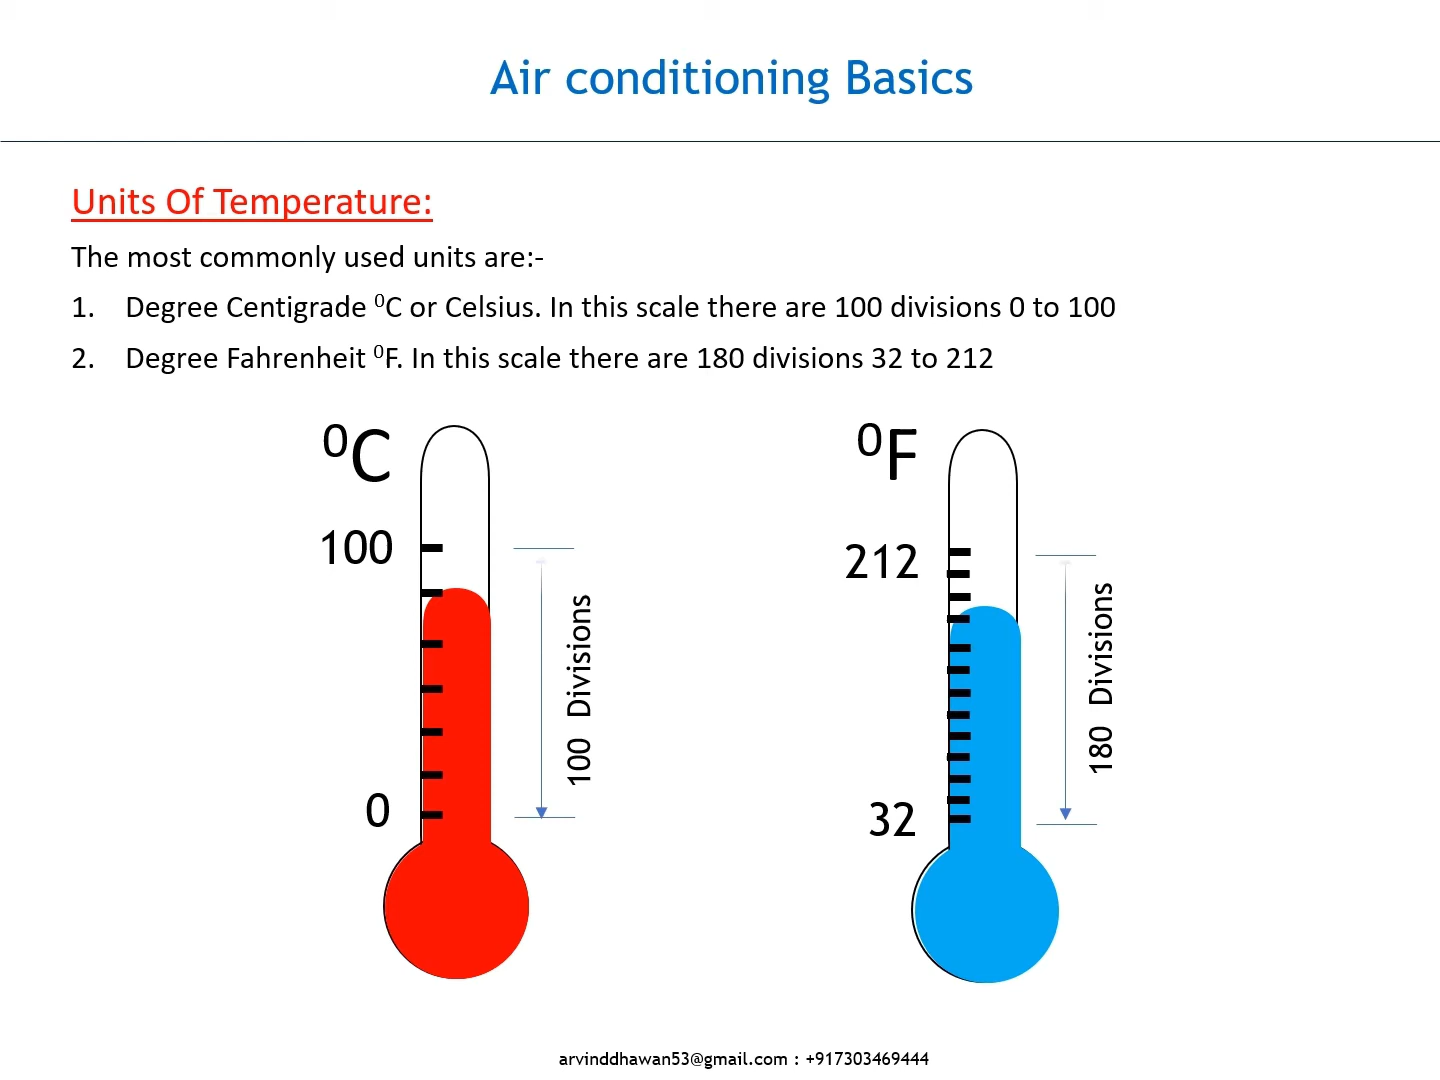 Air conditioning Basics
Units Of Temperature:
The most commonly used units are:-
1. Degree Centigrade ⁰C or Celsius. In this scale there are 100 divisions 0 to 100
2. Degree Fahrenheit ⁰F. In this scale there are 180 divisions 32 to 212
⁰C
100
0
100 Divisions
⁰F
212
32
180 Divisions
arvinddhawan53@gmail.com : +917303469444